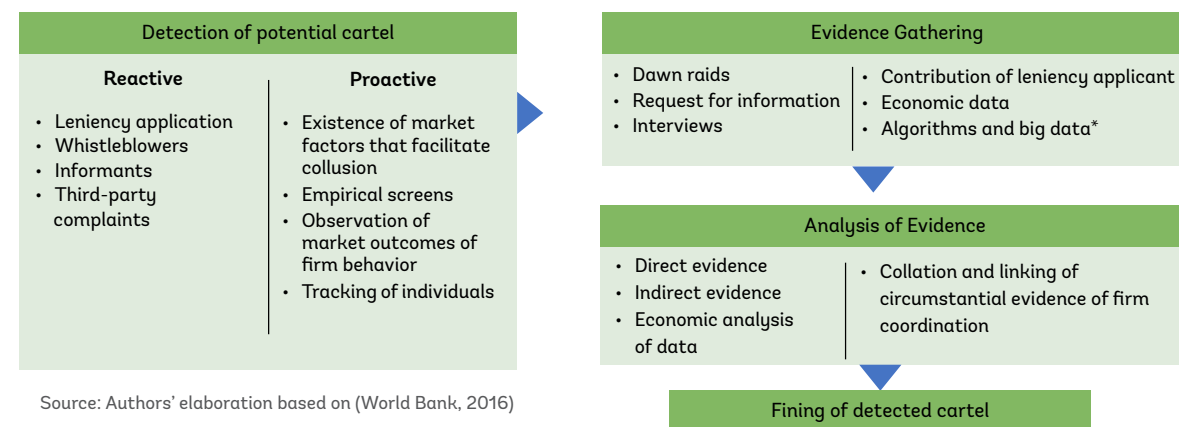 Detection of potential cartel
Reactive
• Leniency application
• Whistleblowers
• Informants
• Third-party
complaints
Proactive
• Existence of market
factors that facilitate
collusion
• Empirical screens
• Observation of
market outcomes of
firm behavior
• Tracking of individuals
Evidence Gathering
• Dawn raids
• Request for information
• Interviews
• Contribution of leniency applicant
• Economic data
• Algorithms and big data*
Analysis of Evidence
• Direct evidence
• Indirect evidence
• Economic analysis
of data
• Collation and linking of
circumstantial evidence of firm
coordination
Fining of detected cartel
Source: Authors' elaboration based on (World Bank, 2016)